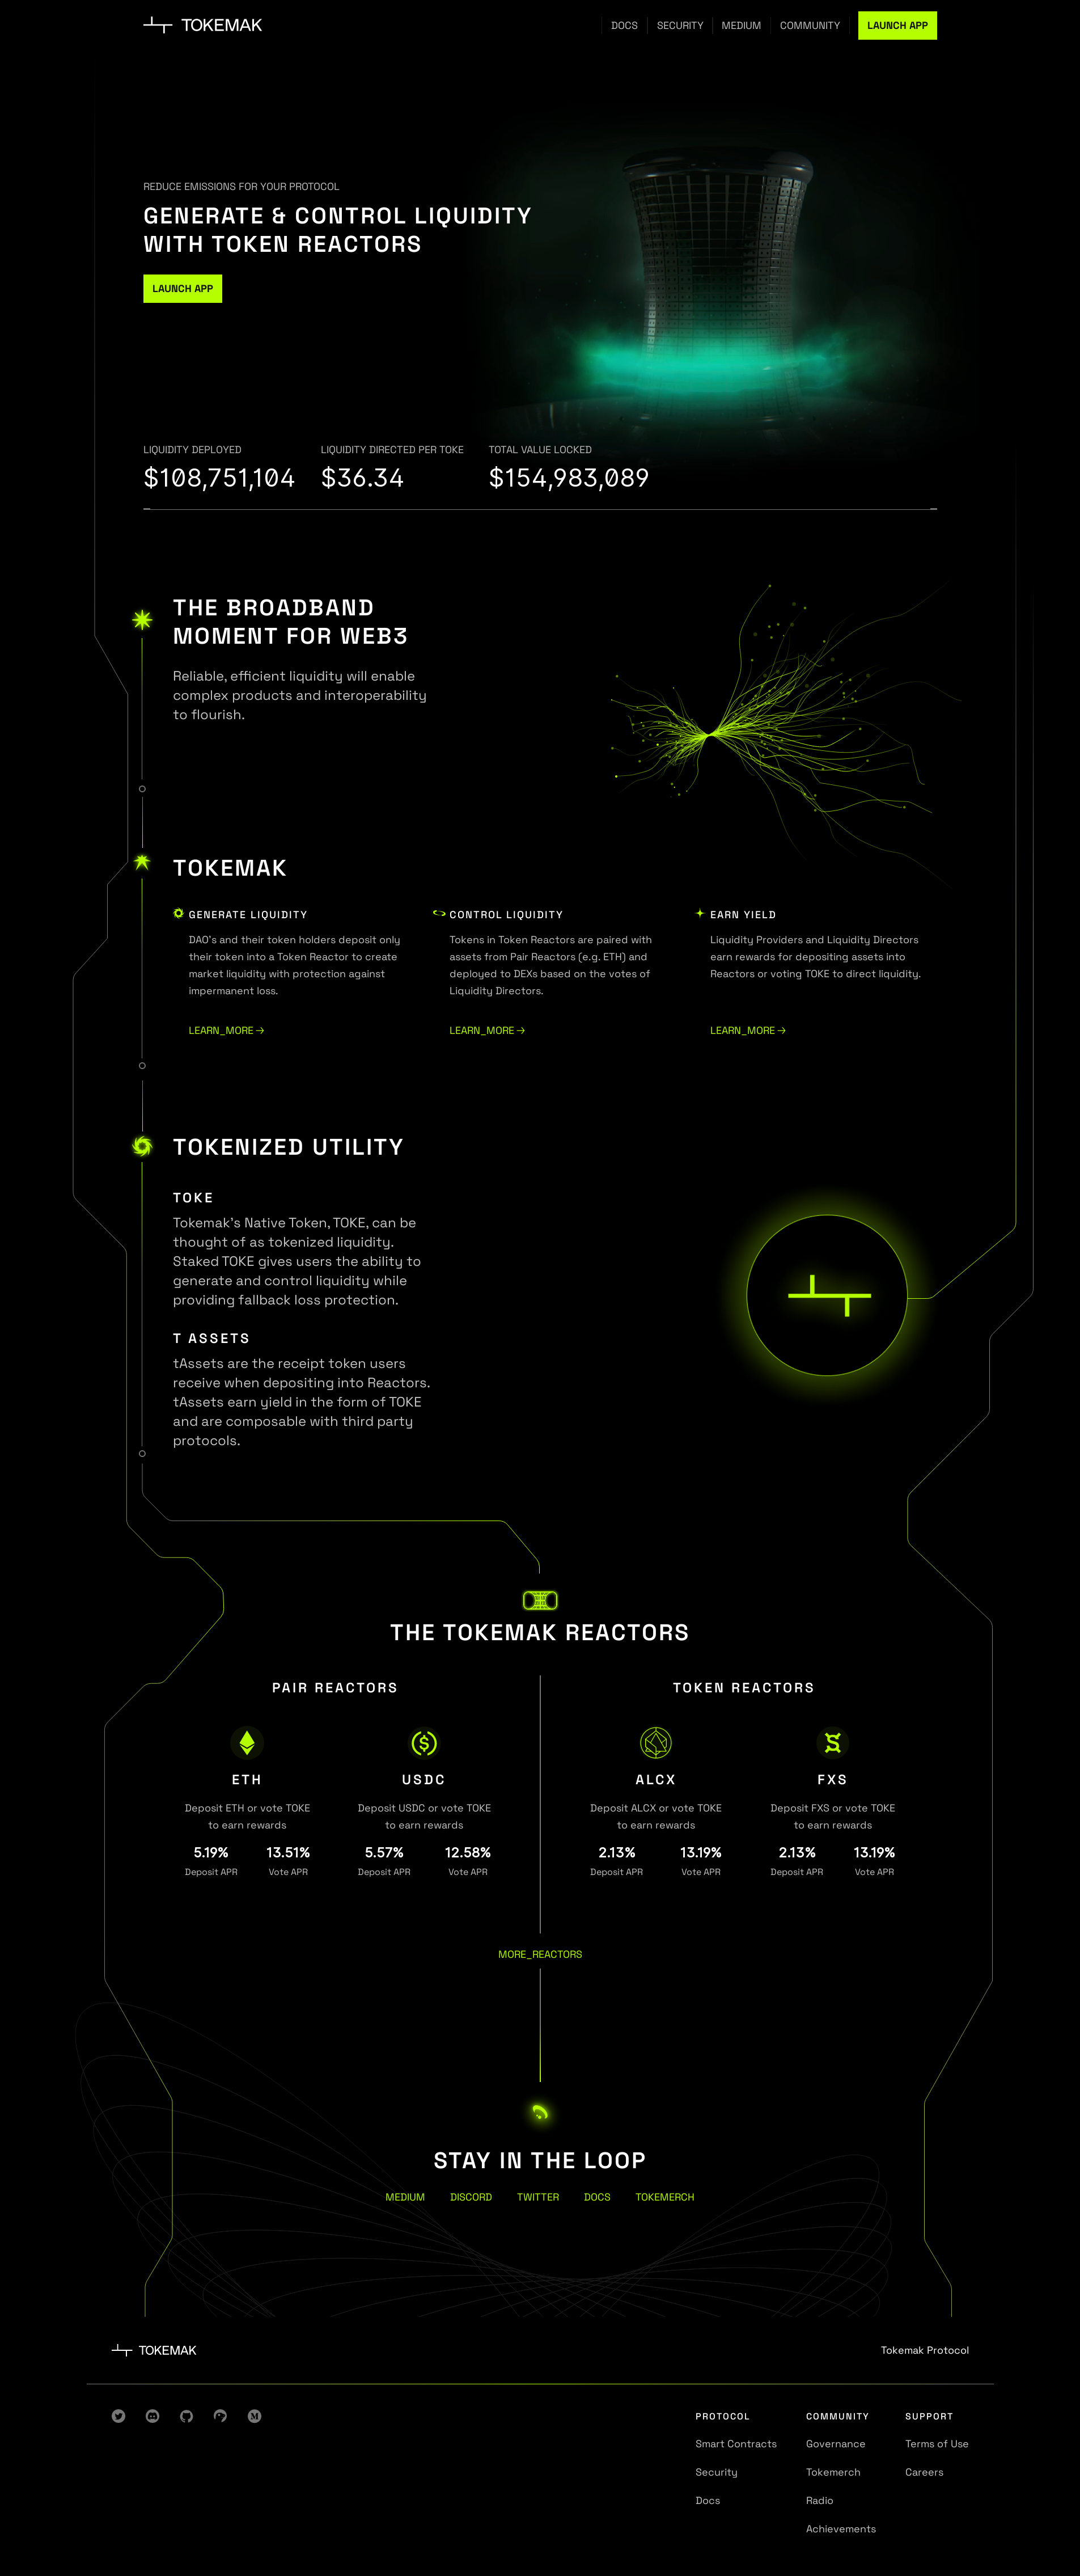 TOKEMAK
DOCS
SECURITY
MEDIUM
COMMUNITY
LAUNCH APP
REDUCE EMISSIONS FOR YOUR PROTOCOL
GENERATE & CONTROL LIQUIDITY
WITH TOKEN REACTORS
LAUNCH APP
LIQUIDITY DEPLOYED
$108,751,104
LIQUIDITY DIRECTED PER TOKE
$36.34
TOTAL VALUE LOCKED
$154,983,089
THE BROADBAND
MOMENT FOR WEB3
Reliable, efficient liquidity will enable
complex products and interoperability
to flourish.
TOKEMAK
GENERATE LIQUIDITY
DAO's and their token holders deposit only
their token into a Token Reactor to create
market liquidity with protection against
impermanent loss.
LEARN_MORE →
CONTROL LIQUIDITY
Tokens in Token Reactors are paired with
assets from Pair Reactors (e.g. ETH) and
deployed to DEXs based on the votes of
Liquidity Directors.
LEARN_MORE →
EARN YIELD
Liquidity Providers and Liquidity Directors
earn rewards for depositing assets into
Reactors or voting TOKE to direct liquidity.
LEARN_MORE →
TOKENIZED UTILITY
TOKE
Tokemak's Native Token, TOKE, can be
thought of as tokenized liquidity.
Staked TOKE gives users the ability to
generate and control liquidity while
providing fallback loss protection.
T ASSETS
tAssets are the receipt token users
receive when depositing into Reactors.
tAssets earn yield in the form of TOKE
and are composable with third party
protocols.
THE TOKEMAK REACTORS
PAIR REACTORS
ETH
Deposit ETH or vote TOKE
to earn rewards
5.19%
Deposit APR
13.51%
Vote APR
USDC
Deposit USDC or vote TOKE
to earn rewards
5.57%
Deposit APR
12.58%
Vote APR
TOKEN REACTORS
ALCX
Deposit ALCX or vote TOKE
to earn rewards
2.13%
Deposit APR
13.19%
Vote APR
FXS
Deposit FXS or vote TOKE
to earn rewards
2.13%
Deposit APR
13.19%
Vote APR
MORE_REACTORS
STAY IN THE LOOP
MEDIUM
DISCORD
TWITTER
DOCS
TOKEMERCH
TOKEMAK
Tokemak Protocol
PROTOCOL
Smart Contracts
Security
Docs
COMMUNITY
Governance
Tokemerch
Radio
Achievements
SUPPORT
Terms of Use
Careers